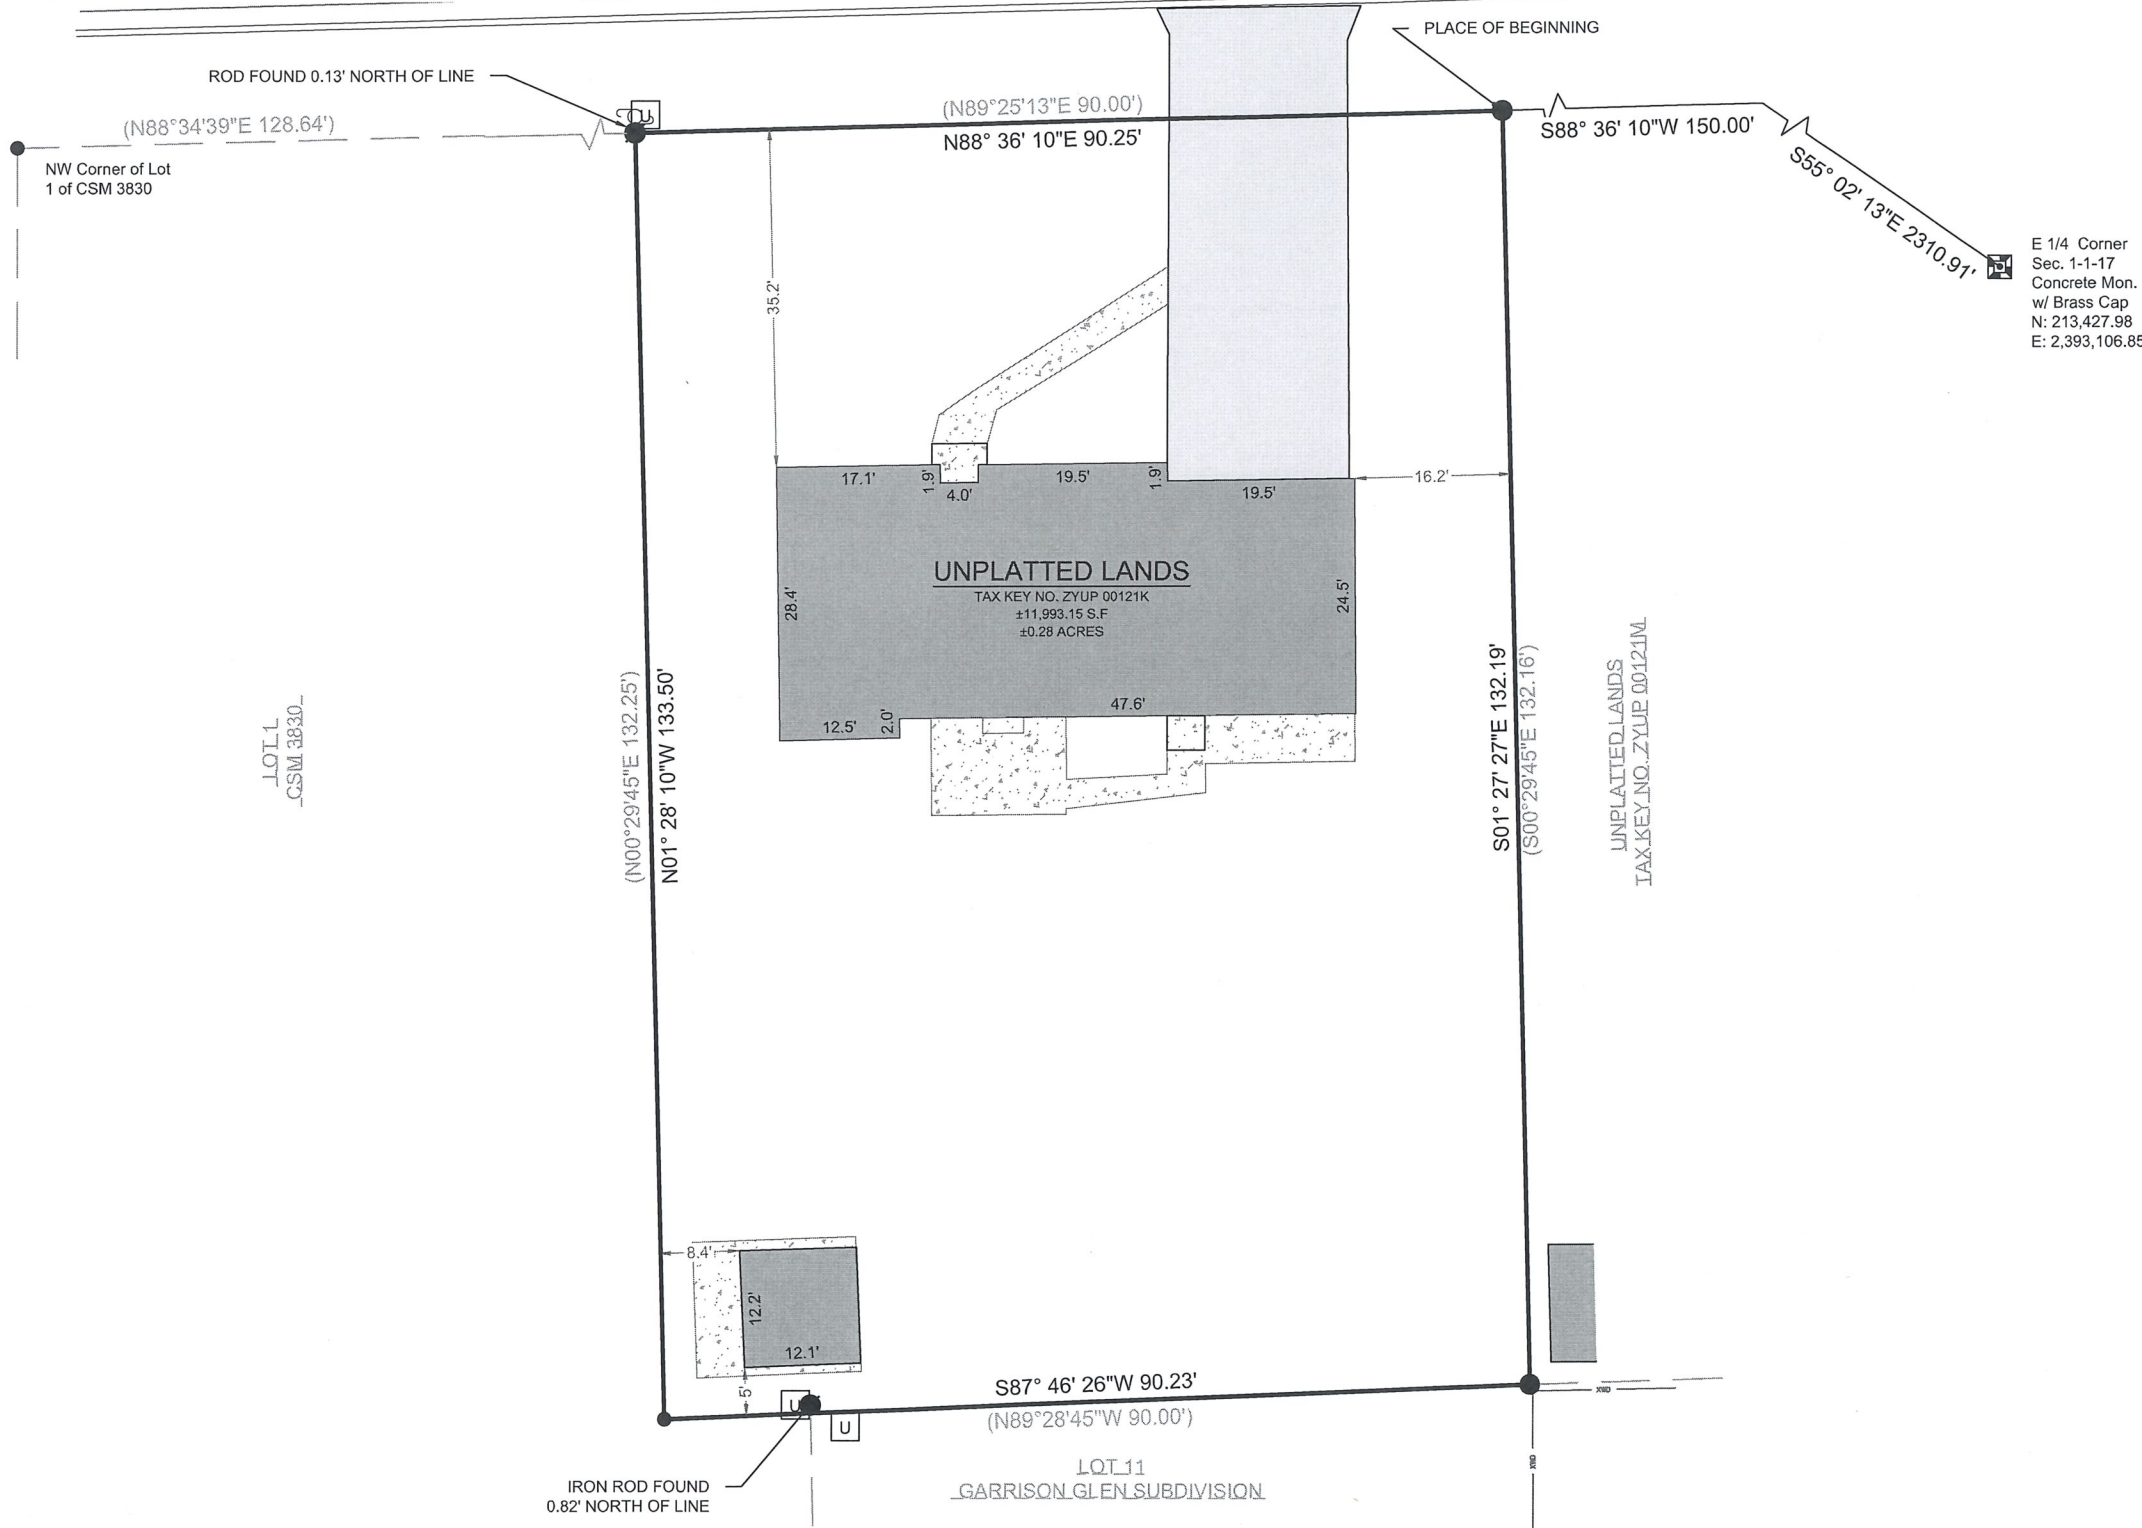 PLACE OF BEGINNING
ROD FOUND 0.13' NORTH OF LINE
U
(N88°34'39"E 128.64')
(N89°25'13"E 90.00')
N88° 36' 10"E 90.25'
S88° 36' 10"W 150.00'
NW Corner of Lot
1 of CSM 3830
S55° 02' 13"E 2310.91'
E 1/4 Corner
Sec. 1-1-17
Concrete Mon.
w/ Brass Cap
N: 213,427.98
E: 2,393,106.85
35.2'
17.1'
1.9'
4.0'
19.5'
1.9'
19.5'
16.2'
UNPLATTED LANDS
TAX KEY NO. ZYUP 00121K
±11,993.15 S.F
±0.28 ACRES
28.4'
24.5'
47.6'
12.5'
2.0'
LOT 1
CSM 3830
(N00°29'45"E 132.25')
N01° 28' 10"W 133.50'
S01° 27' 27"E 132.19'
(S00°29'45"E 132.16')
UNPLATTED LANDS
TAX KEY NO. ZYUP 00121M
8.4'
12.2'
12.1'
5'
U
U
S87° 46' 26"W 90.23'
(N89°28'45"W 90.00')
IRON ROD FOUND
0.82' NORTH OF LINE
LOT 11
GARRISON GLEN SUBDIVISION